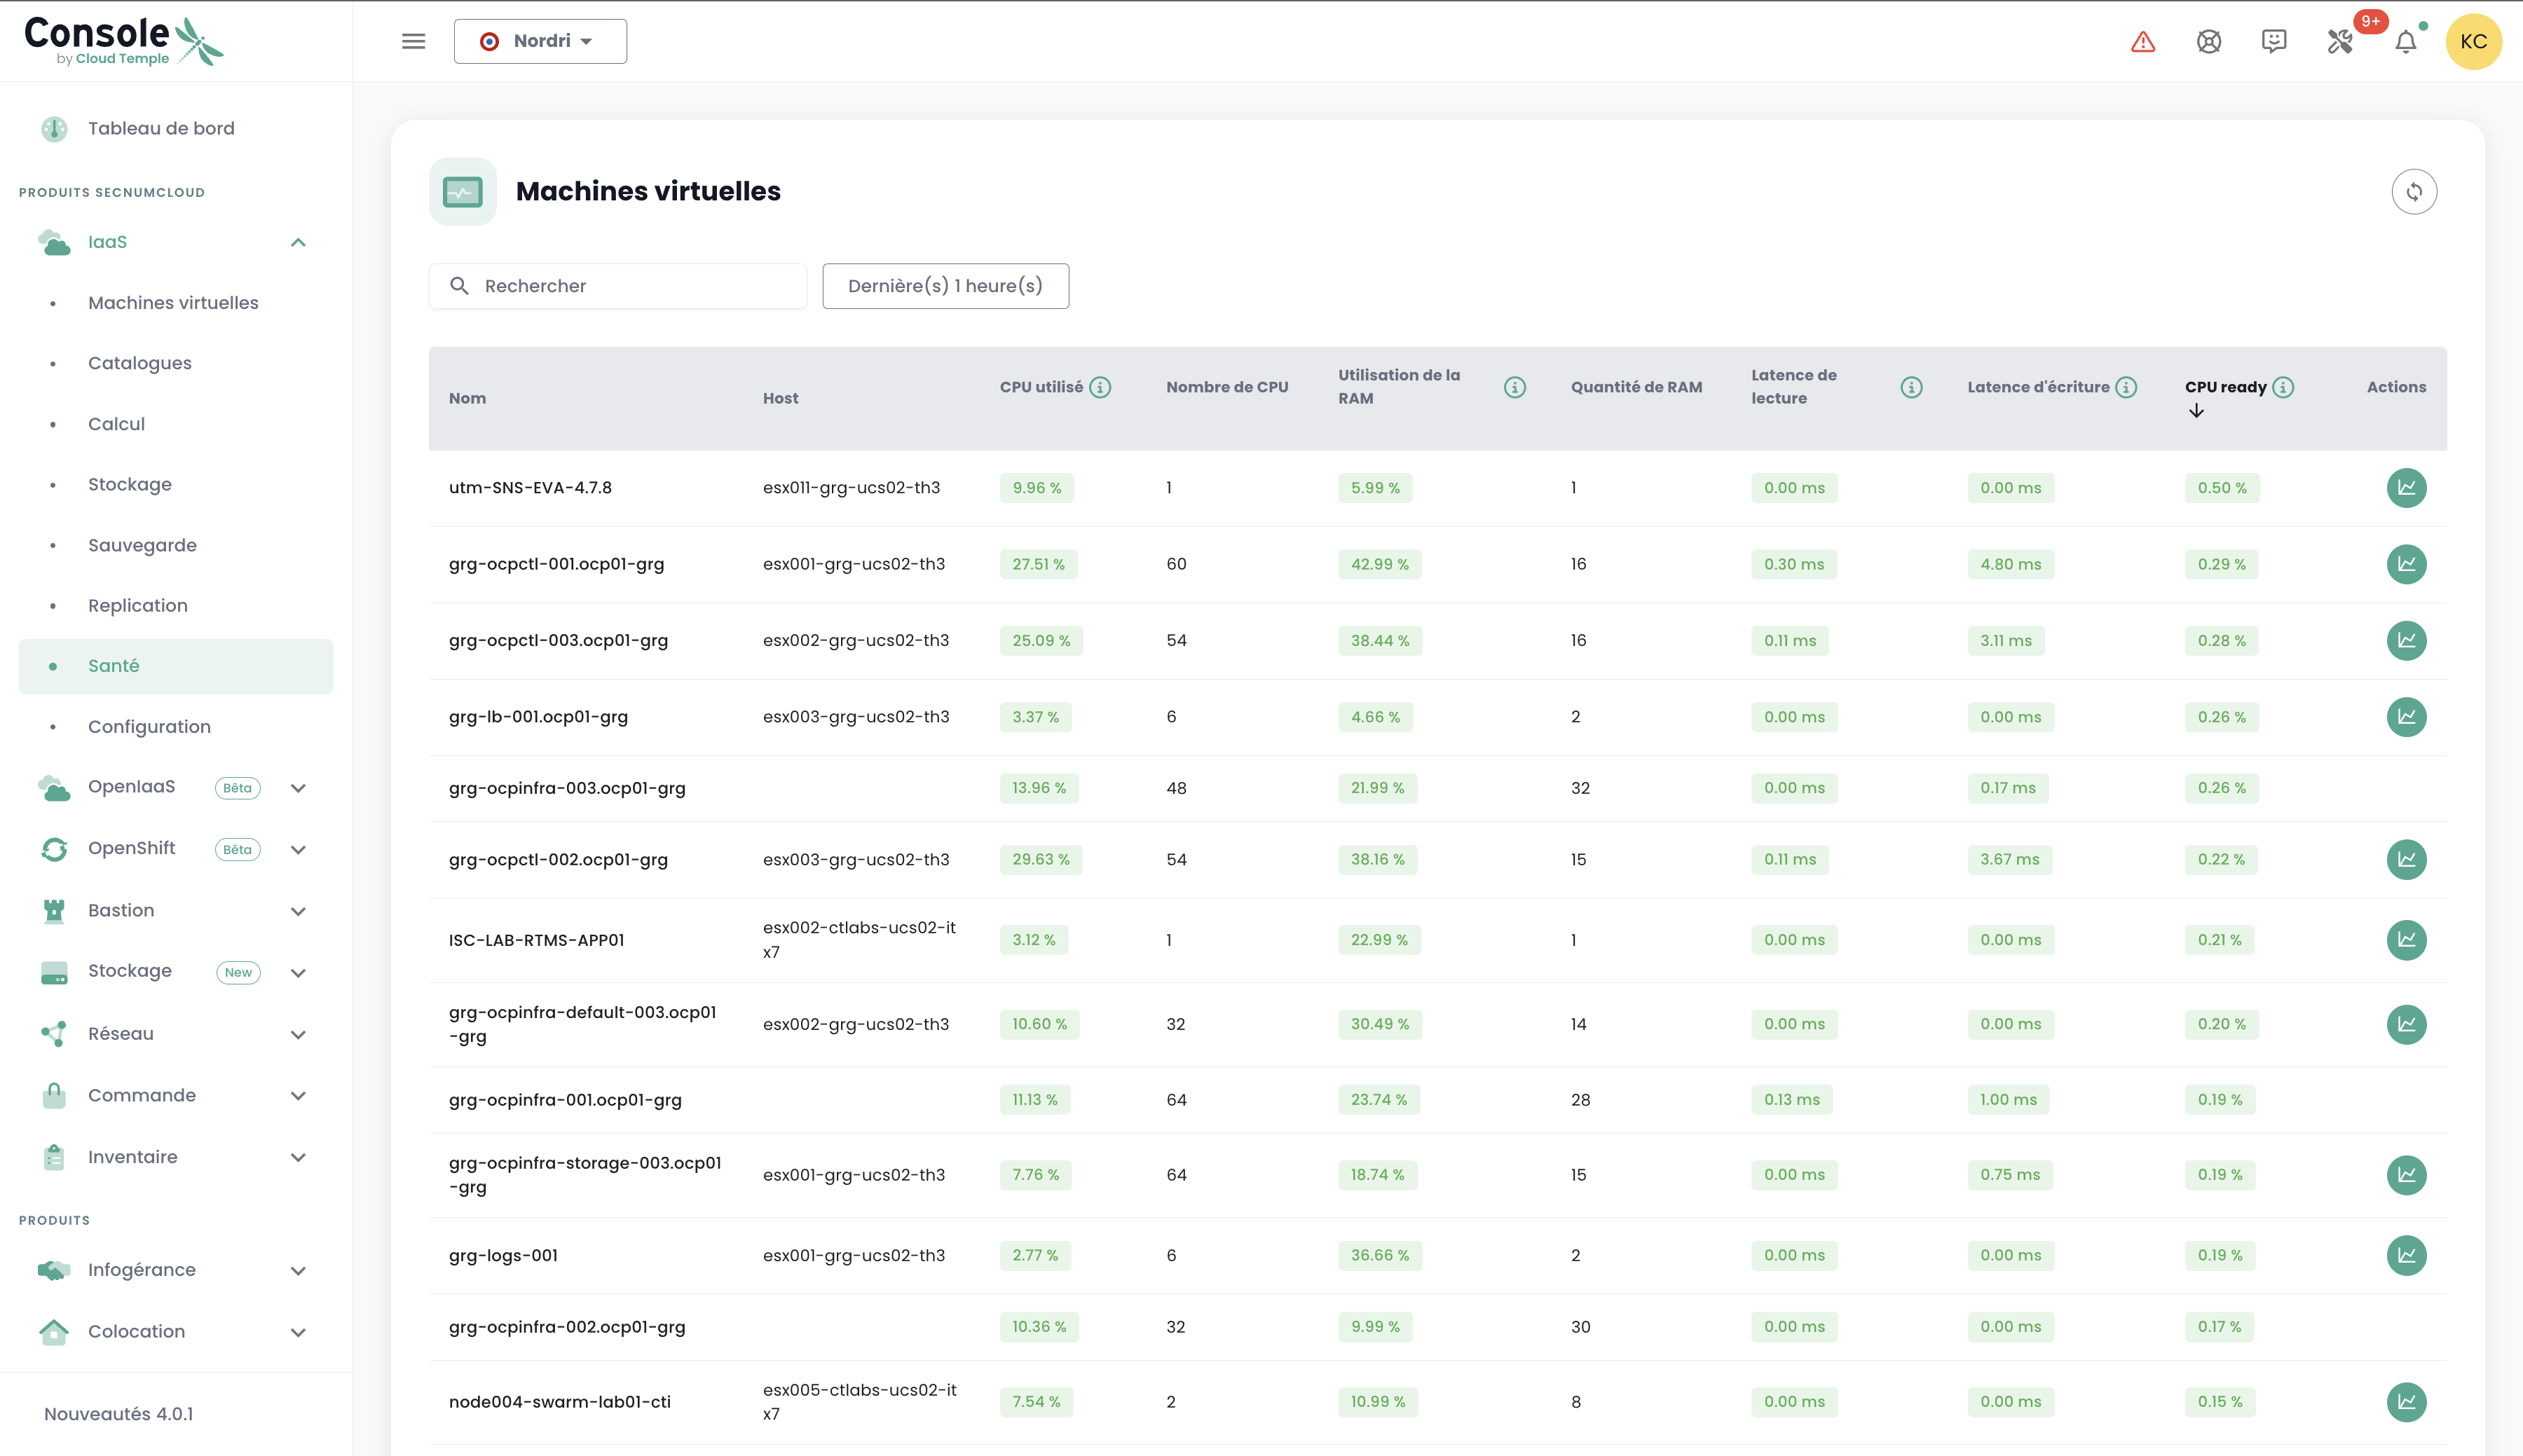 Console
by Cloud Temple
Nordri
9+
KC
Tableau de bord
PRODUITS SECNUMCLOUD
IaaS
Machines virtuelles
Catalogues
Calcul
Stockage
Sauvegarde
Replication
Santé
Configuration
OpenIaaS Bêta
OpenShift Bêta
Bastion
Stockage New
Réseau
Commande
Inventaire
PRODUITS
Infogérance
Colocation
Nouveautés 4.0.1
Machines virtuelles
Rechercher
Dernière(s) 1 heure(s)
Nom Host CPU utilisé Nombre de CPU Utilisation de la RAM Quantité de RAM Latence de lecture Latence d'écriture CPU ready Actions
utm-SNS-EVA-4.7.8 esx011-grg-ucs02-th3 9.96 % 1 5.99 % 1 0.00 ms 0.00 ms 0.50 %
grg-ocpctl-001.ocp01-grg esx001-grg-ucs02-th3 27.51 % 60 42.99 % 16 0.30 ms 4.80 ms 0.29 %
grg-ocpctl-003.ocp01-grg esx002-grg-ucs02-th3 25.09 % 54 38.44 % 16 0.11 ms 3.11 ms 0.28 %
grg-lb-001.ocp01-grg esx003-grg-ucs02-th3 3.37 % 6 4.66 % 2 0.00 ms 0.00 ms 0.26 %
grg-ocpinfra-003.ocp01-grg 13.96 % 48 21.99 % 32 0.00 ms 0.17 ms 0.26 %
grg-ocpctl-002.ocp01-grg esx003-grg-ucs02-th3 29.63 % 54 38.16 % 15 0.11 ms 3.67 ms 0.22 %
ISC-LAB-RTMS-APP01 esx002-ctlabs-ucs02-itx7 3.12 % 1 22.99 % 1 0.00 ms 0.00 ms 0.21 %
grg-ocpinfra-default-003.ocp01-grg esx002-grg-ucs02-th3 10.60 % 32 30.49 % 14 0.00 ms 0.00 ms 0.20 %
grg-ocpinfra-001.ocp01-grg 11.13 % 64 23.74 % 28 0.13 ms 1.00 ms 0.19 %
grg-ocpinfra-storage-003.ocp01-grg esx001-grg-ucs02-th3 7.76 % 64 18.74 % 15 0.00 ms 0.75 ms 0.19 %
grg-logs-001 esx001-grg-ucs02-th3 2.77 % 6 36.66 % 2 0.00 ms 0.00 ms 0.19 %
grg-ocpinfra-002.ocp01-grg 10.36 % 32 9.99 % 30 0.00 ms 0.00 ms 0.17 %
node004-swarm-lab01-cti esx005-ctlabs-ucs02-itx7 7.54 % 2 10.99 % 8 0.00 ms 0.00 ms 0.15 %